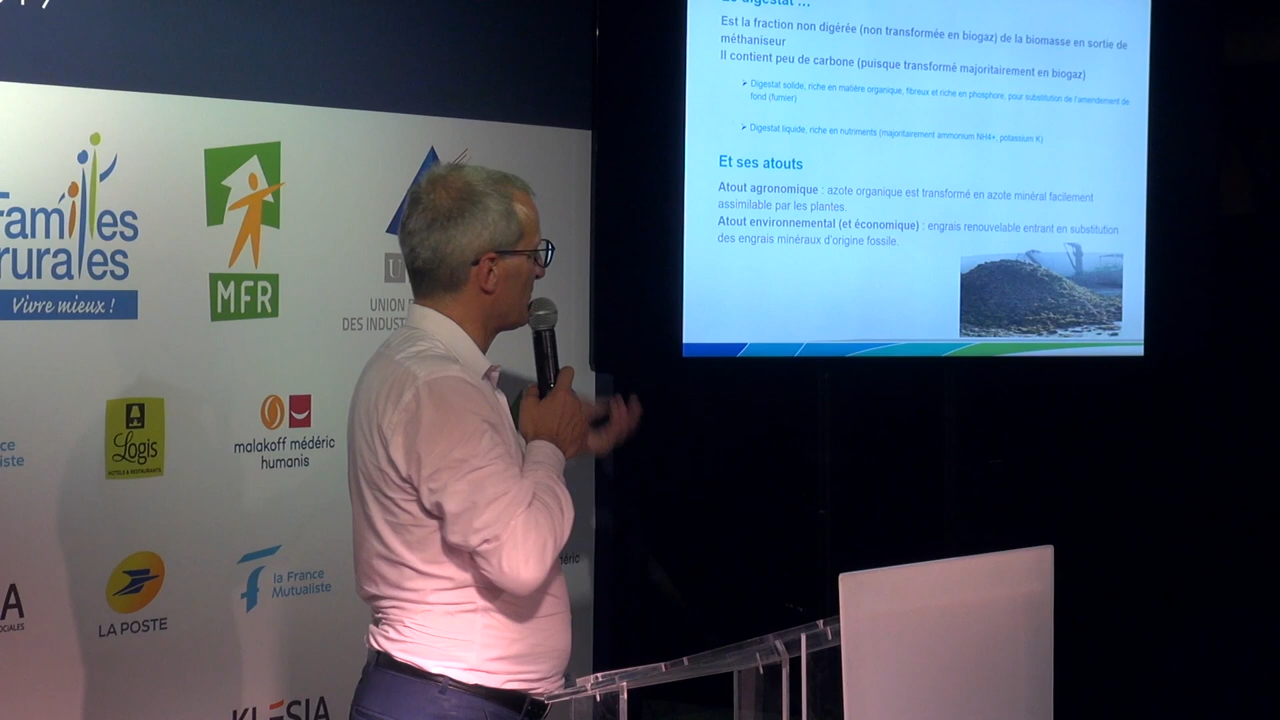 Familles
rurales
Vivre mieux !
MFR
U
UNION
DES INDUST
Logis
HOTELS & RESTAURANTS
malakoff médéric
humanis
LA POSTE
la France
Mutualiste
KLESIA
digestat ...
Est la fraction non digérée (non transformée en biogaz) de la biomasse en sortie de
méthaniseur
Il contient peu de carbone (puisque transformé majoritairement en biogaz)
➢ Digestat solide, riche en matière organique, fibreux et riche en phosphore, pour substitution de l'amendement de
fond (fumier)
➢ Digestat liquide, riche en nutriments (majoritairement ammonium NH4+, potassium K)
Et ses atouts
Atout agronomique : azote organique est transformé en azote minéral facilement
assimilable par les plantes.
Atout environnemental (et économique) : engrais renouvelable entrant en substitution
des engrais minéraux d'origine fossile.